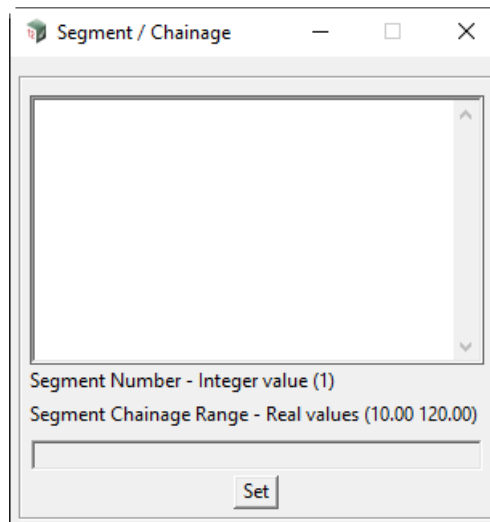 Segment / Chainage
Segment Number - Integer value (1)
Segment Chainage Range - Real values (10.00 120.00)
Set